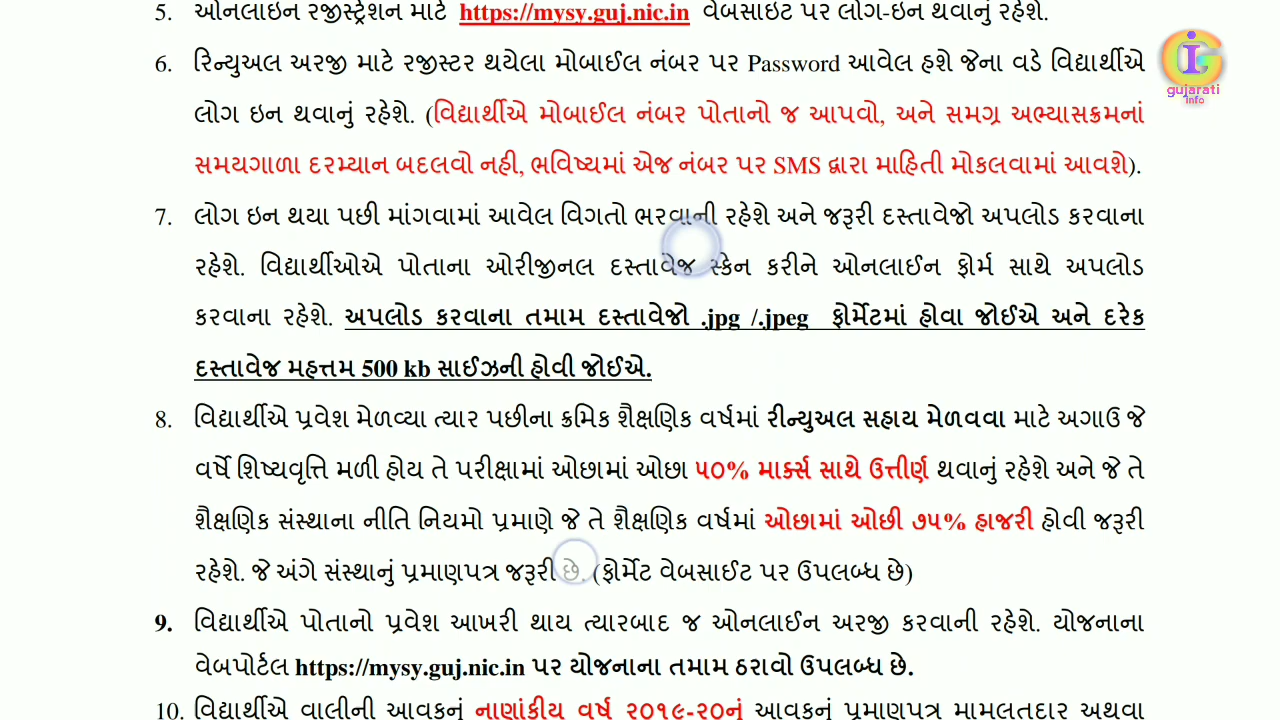 5. ઓનલાઇન રજીસ્ટ્રેશન માટે https://mysy.guj.nic.in વેબસાઇટ પર લોગ-ઇન થવાનું રહેશે.
6. રિન્યુઅલ અરજી માટે રજીસ્ટર થયેલા મોબાઈલ નંબર પર Password આવેલ હશે જેના વડે વિદ્યાર્થીએ
લોગ ઇન થવાનું રહેશે. (વિદ્યાર્થીએ મોબાઈલ નંબર પોતાનો જ આપવો, અને સમગ્ર અભ્યાસક્રમનાં
સમયગાળા દરમ્યાન બદલવો નહી, ભવિષ્યમાં એજ નંબર પર SMS દ્વારા માહિતી મોકલવામાં આવશે).
7. લોગ ઇન થયા પછી માંગવામાં આવેલ વિગતો ભરવાની રહેશે અને જરૂરી દસ્તાવેજો અપલોડ કરવાના
રહેશે. વિદ્યાર્થીઓએ પોતાના ઓરીજીનલ દસ્તાવેજ સ્કેન કરીને ઓનલાઈન ફોર્મ સાથે અપલોડ
કરવાના રહેશે. અપલોડ કરવાના તમામ દસ્તાવેજો .jpg /.jpeg ફોર્મેટમાં હોવા જોઈએ અને દરેક
દસ્તાવેજ મહત્તમ 500 kb સાઈઝની હોવી જોઈએ.
8. વિદ્યાર્થીએ પ્રવેશ મેળવ્યા ત્યાર પછીના ક્રમિક શૈક્ષણિક વર્ષમાં રીન્યુઅલ સહાય મેળવવા માટે અગાઉ જે
વર્ષે શિષ્યવૃત્તિ મળી હોય તે પરીક્ષામાં ઓછામાં ઓછા ૫૦% માર્ક્સ સાથે ઉત્તીર્ણ થવાનું રહેશે અને જે તે
શૈક્ષણિક સંસ્થાના નીતિ નિયમો પ્રમાણે જે તે શૈક્ષણિક વર્ષમાં ઓછામાં ઓછી ૭૫% હાજરી હોવી જરૂરી
રહેશે. જે અંગે સંસ્થાનું પ્રમાણપત્ર જરૂરી છે. (ફોર્મેટ વેબસાઈટ પર ઉપલબ્ધ છે)
9. વિદ્યાર્થીએ પોતાનો પ્રવેશ આખરી થાય ત્યારબાદ જ ઓનલાઈન અરજી કરવાની રહેશે. યોજનાના
વેબપોર્ટલ https://mysy.guj.nic.in પર યોજનાના તમામ ઠરાવો ઉપલબ્ધ છે.
10. વિદ્યાર્થીએ વાલીની આવકનું નાણાંકીય વર્ષ ૨૦૧૯-૨૦નું આવકનું પ્રમાણપત્ર મામલતદાર અથવા
gujarati
info